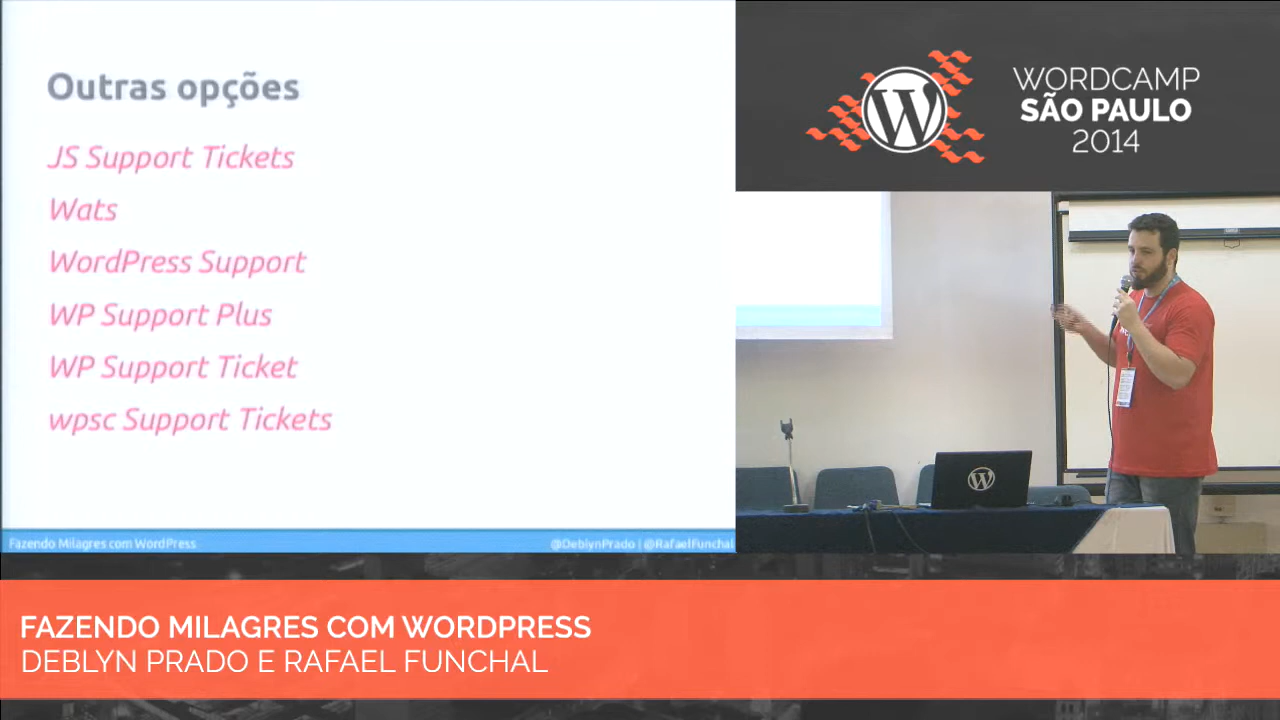 Outras opções
JS Support Tickets
Wats
WordPress Support
WP Support Plus
WP Support Ticket
wpsc Support Tickets
Fazendo Milagres com WordPress
@DeblynPrado | @RafaelFunchal
WORDCAMP
SÃO PAULO
2014
FAZENDO MILAGRES COM WORDPRESS
DEBLYN PRADO E RAFAEL FUNCHAL